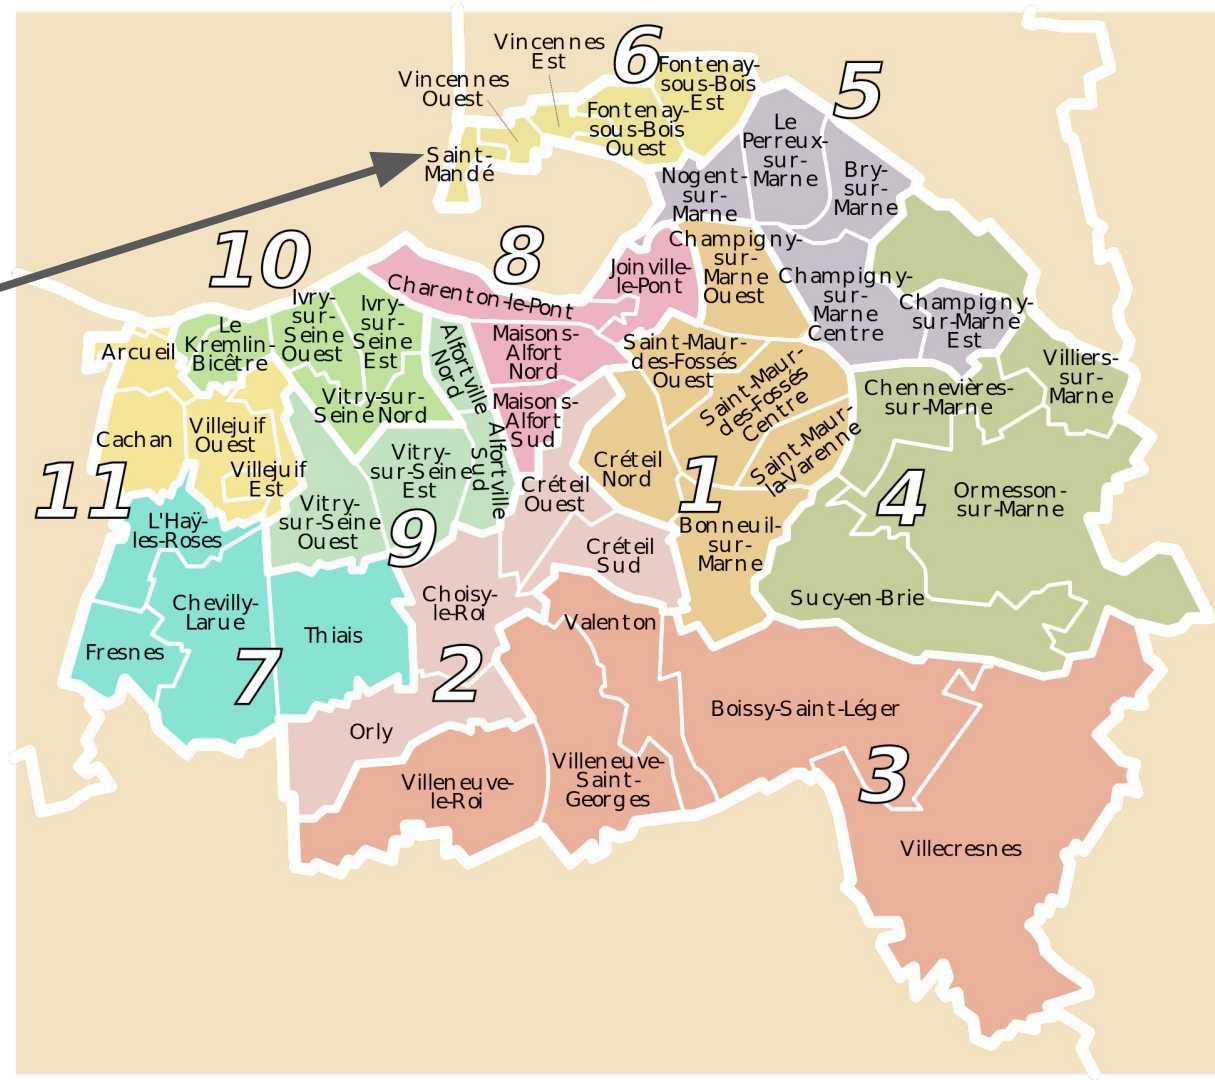 6
Vincennes
Est
Fontenay-
sous-Bois
Est
5
Vincennes
Ouest
Fontenay-
sous-Bois
Ouest
Le
Perreux-
sur-
Marne
Saint-
Mandé
Bry-
sur-
Marne
Nogent-
sur-
Marne
10
8
Champigny-
sur-
Marne
Ouest
Joinville-
le-Pont
Charenton-le-Pont
Champigny-
sur-
Marne
Centre
Champigny-
sur-Marne
Est
Ivry-
sur-
Seine
Ouest
Ivry-
sur-
Seine
Est
Le
Kremlin-
Bicêtre
Arcueil
Alfortville
Nord
Maisons-
Alfort
Nord
Saint-Maur-
des-Fossés
Ouest
Saint-Maur-
des-Fossés
Centre
Villiers-
sur-
Marne
Chennevières-
sur-Marne
Vitry-sur-
Seine Nord
Maisons-
Alfort
Sud
Saint-Maur-
la-Varenne
Cachan
Villejuif
Ouest
Villejuif
Est
Vitry-
sur-Seine
Est
Alfortville
Sud
Créteil
Nord
11
1
4
Créteil
Ouest
Ormesson-
sur-Marne
Vitry-
sur-Seine
Ouest
9
L'Haÿ-
les-Roses
Bonneuil-
sur-
Marne
Créteil
Sud
Choisy-
le-Roi
Sucy-en-Brie
Chevilly-
Larue
Thiais
Valenton
Fresnes
7
2
Boissy-Saint-Léger
Orly
3
Villeneuve-
le-Roi
Villeneuve-
Saint-
Georges
Villecresnes